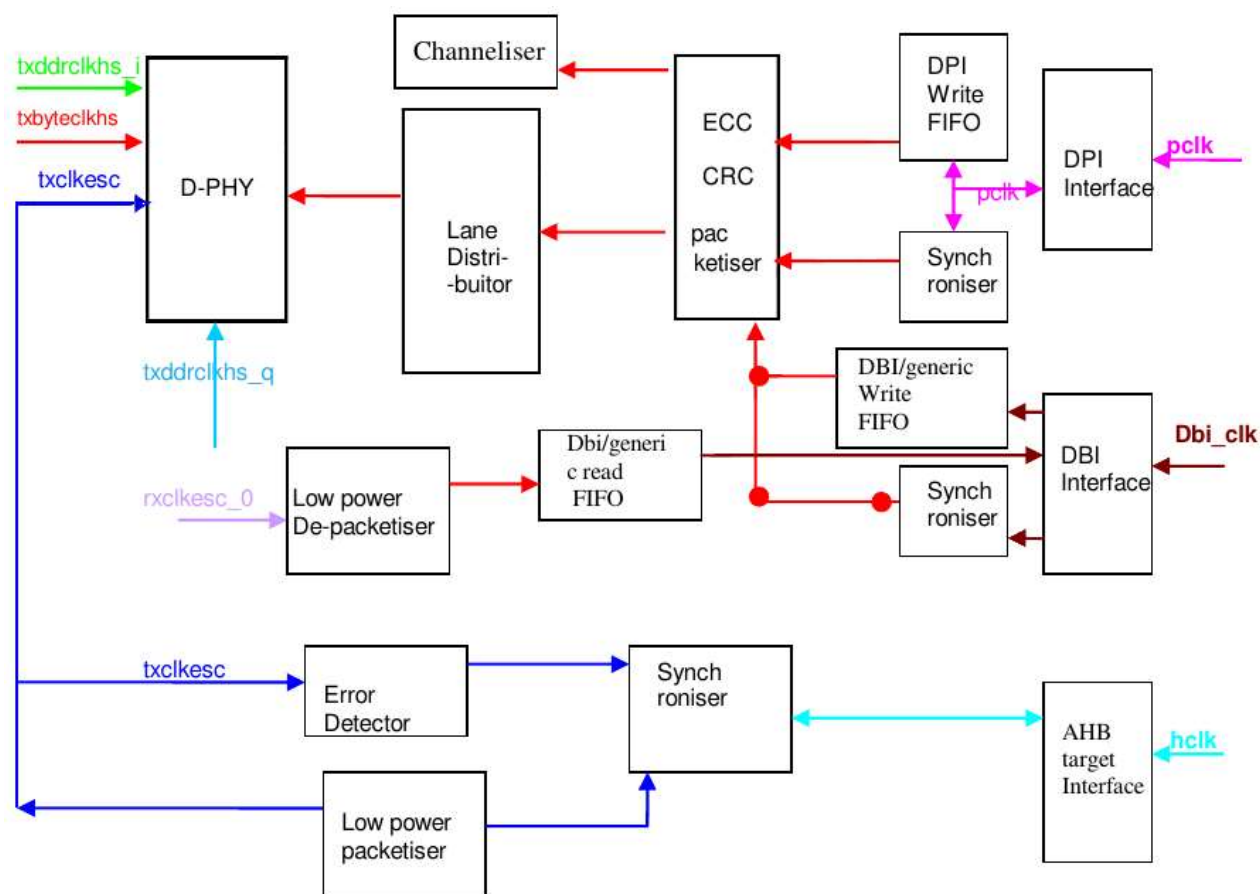 txddrclkhs_i
txbyteclkhs
txclkesc
D-PHY
txddrclkhs_q
Channeliser
Lane
Distri-
-buitor
ECC
CRC
pac
ketiser
DPI
Write
FIFO
pclk
Synch
roniser
DPI
Interface
pclk
DBI/generic
Write
FIFO
Dbi_clk
DBI
Interface
Synch
roniser
Dbi/generi
c read
FIFO
rxclkesc_0
Low power
De-packetiser
txclkesc
Error
Detector
Synch
roniser
AHB
target
Interface
hclk
Low power
packetiser